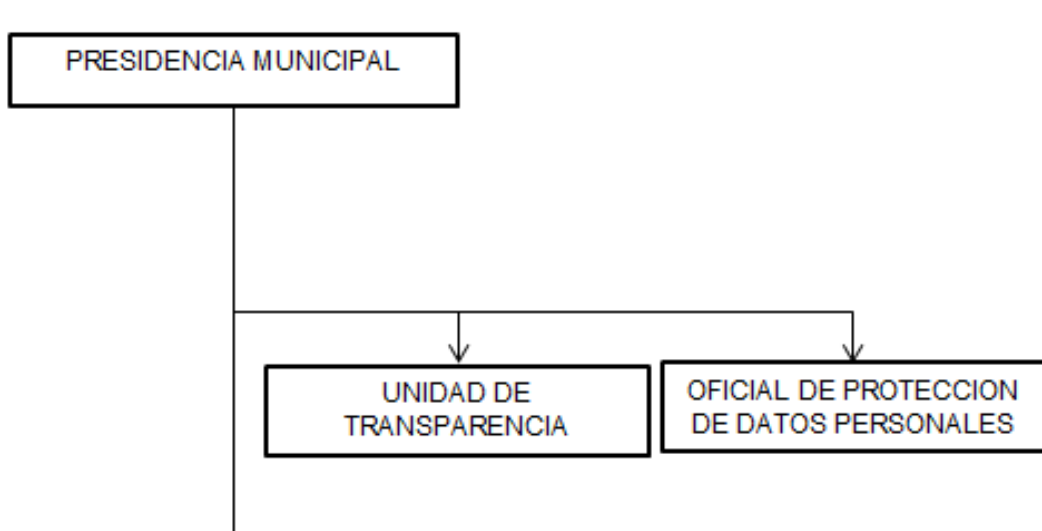 PRESIDENCIA MUNICIPAL
UNIDAD DE
TRANSPARENCIA
OFICIAL DE PROTECCION
DE DATOS PERSONALES